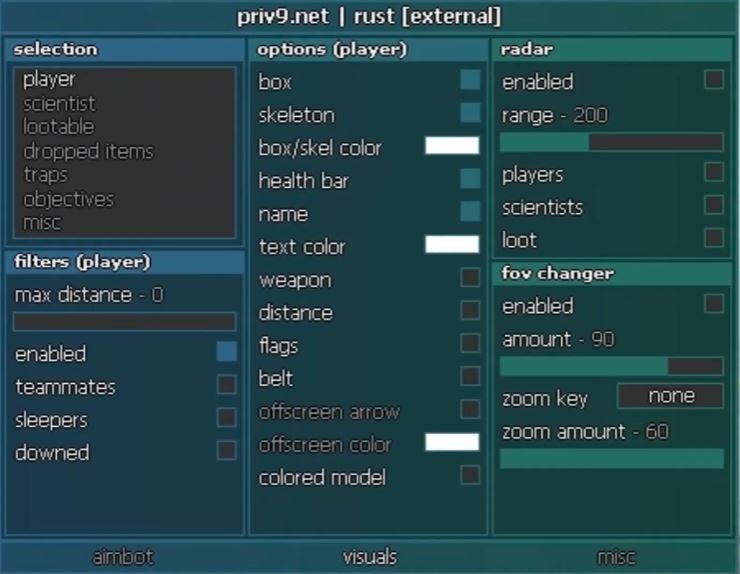 priv9.net | rust [external]
selection
player
scientist
lootable
dropped items
traps
objectives
misc
filters (player)
max distance - 0
enabled
teammates
sleepers
downed
options (player)
box
skeleton
box/skel color
health bar
name
text color
weapon
distance
flags
belt
offscreen arrow
offscreen color
colored model
radar
enabled
range - 200
players
scientists
loot
fov changer
enabled
amount - 90
zoom key none
zoom amount - 60
aimbot visuals misc